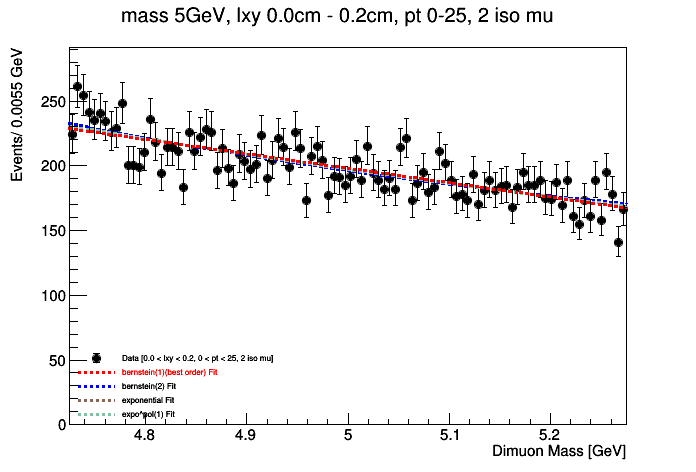 mass 5GeV, lxy 0.0cm - 0.2cm, pt 0-25, 2 iso mu
Events/ 0.0055 GeV
250
200
150
100
50
0
Data [0.0 < lxy < 0.2, 0 < pt < 25, 2 iso mu]
bernstein(1)(best order) Fit
bernstein(2) Fit
exponential Fit
expo*pol(1) Fit
4.8 4.9 5 5.1 5.2
Dimuon Mass [GeV]